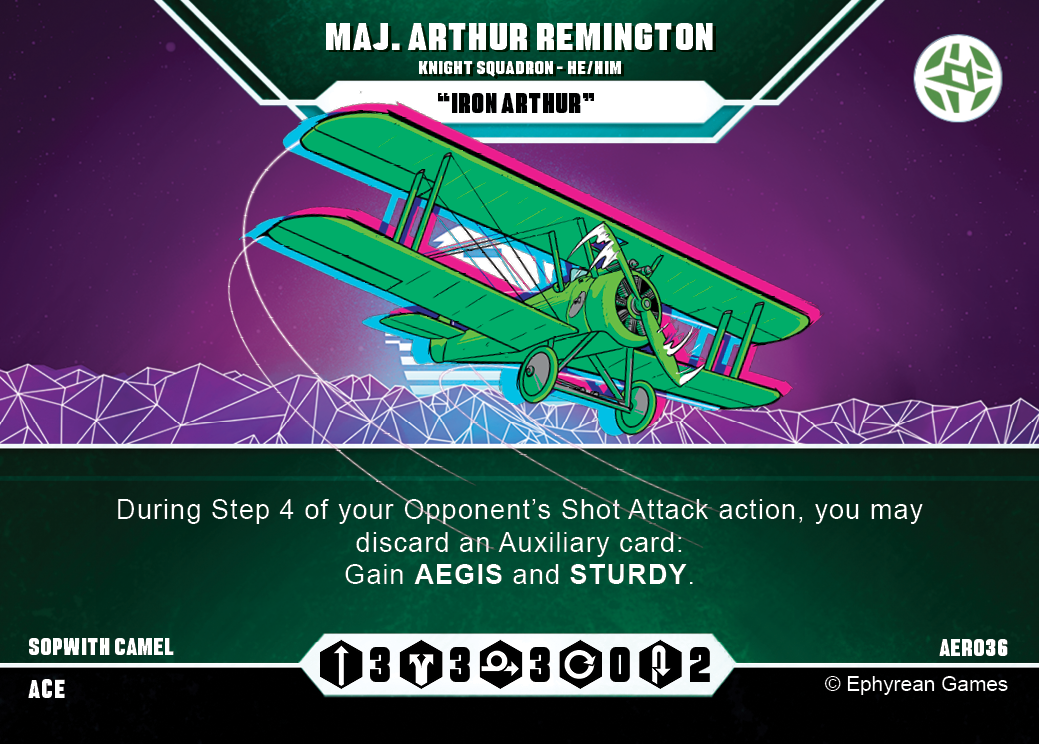 MAJ. ARTHUR REMINGTON
KNIGHT SQUADRON - HE/HIM
“IRON ARTHUR”
During Step 4 of your Opponent’s Shot Attack action, you may
discard an Auxiliary card:
Gain AEGIS and STURDY.
SOPWITH CAMEL
3 3 3 0 2
AER036
ACE
© Ephyrean Games